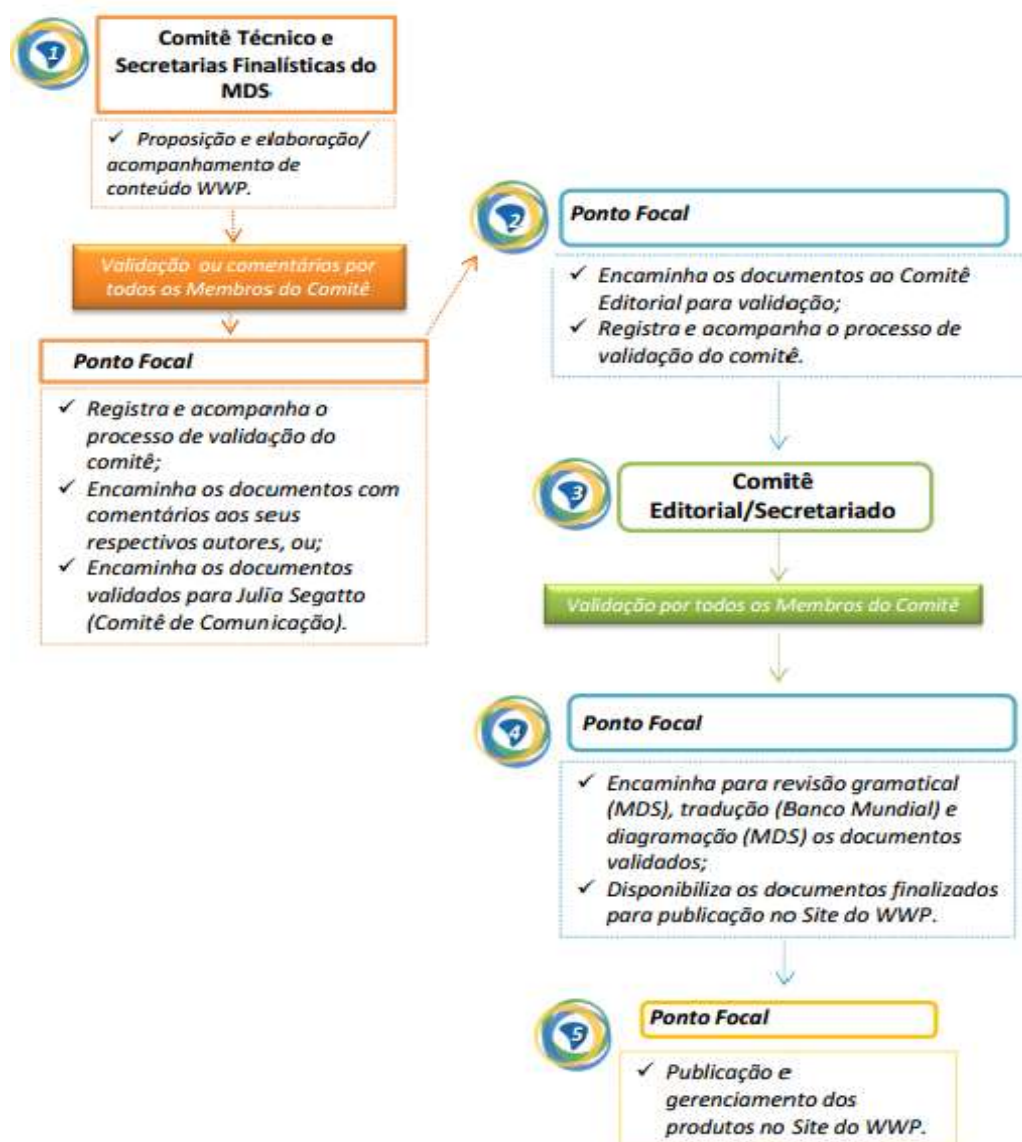 1
Comitê Técnico e
Secretarias Finalísticas do
MDS
✓ Proposição e elaboração/
acompanhamento de
conteúdo WWP.
Validação ou comentários por
todos os Membros do Comitê
Ponto Focal
✓ Registra e acompanha o
processo de validação do
comitê;
✓ Encaminha os documentos com
comentários aos seus
respectivos autores, ou;
✓ Encaminha os documentos
validados para Julia Segatto
(Comitê de Comunicação).
2
Ponto Focal
✓ Encaminha os documentos ao Comitê
Editorial para validação;
✓ Registra e acompanha o processo de
validação do comitê.
3
Comitê
Editorial/Secretariado
Validação por todos os Membros do Comitê
4
Ponto Focal
✓ Encaminha para revisão gramatical
(MDS), tradução (Banco Mundial) e
diagramação (MDS) os documentos
validados;
✓ Disponibiliza os documentos finalizados
para publicação no Site do WWP.
5
Ponto Focal
✓ Publicação e
gerenciamento dos
produtos no Site do WWP.